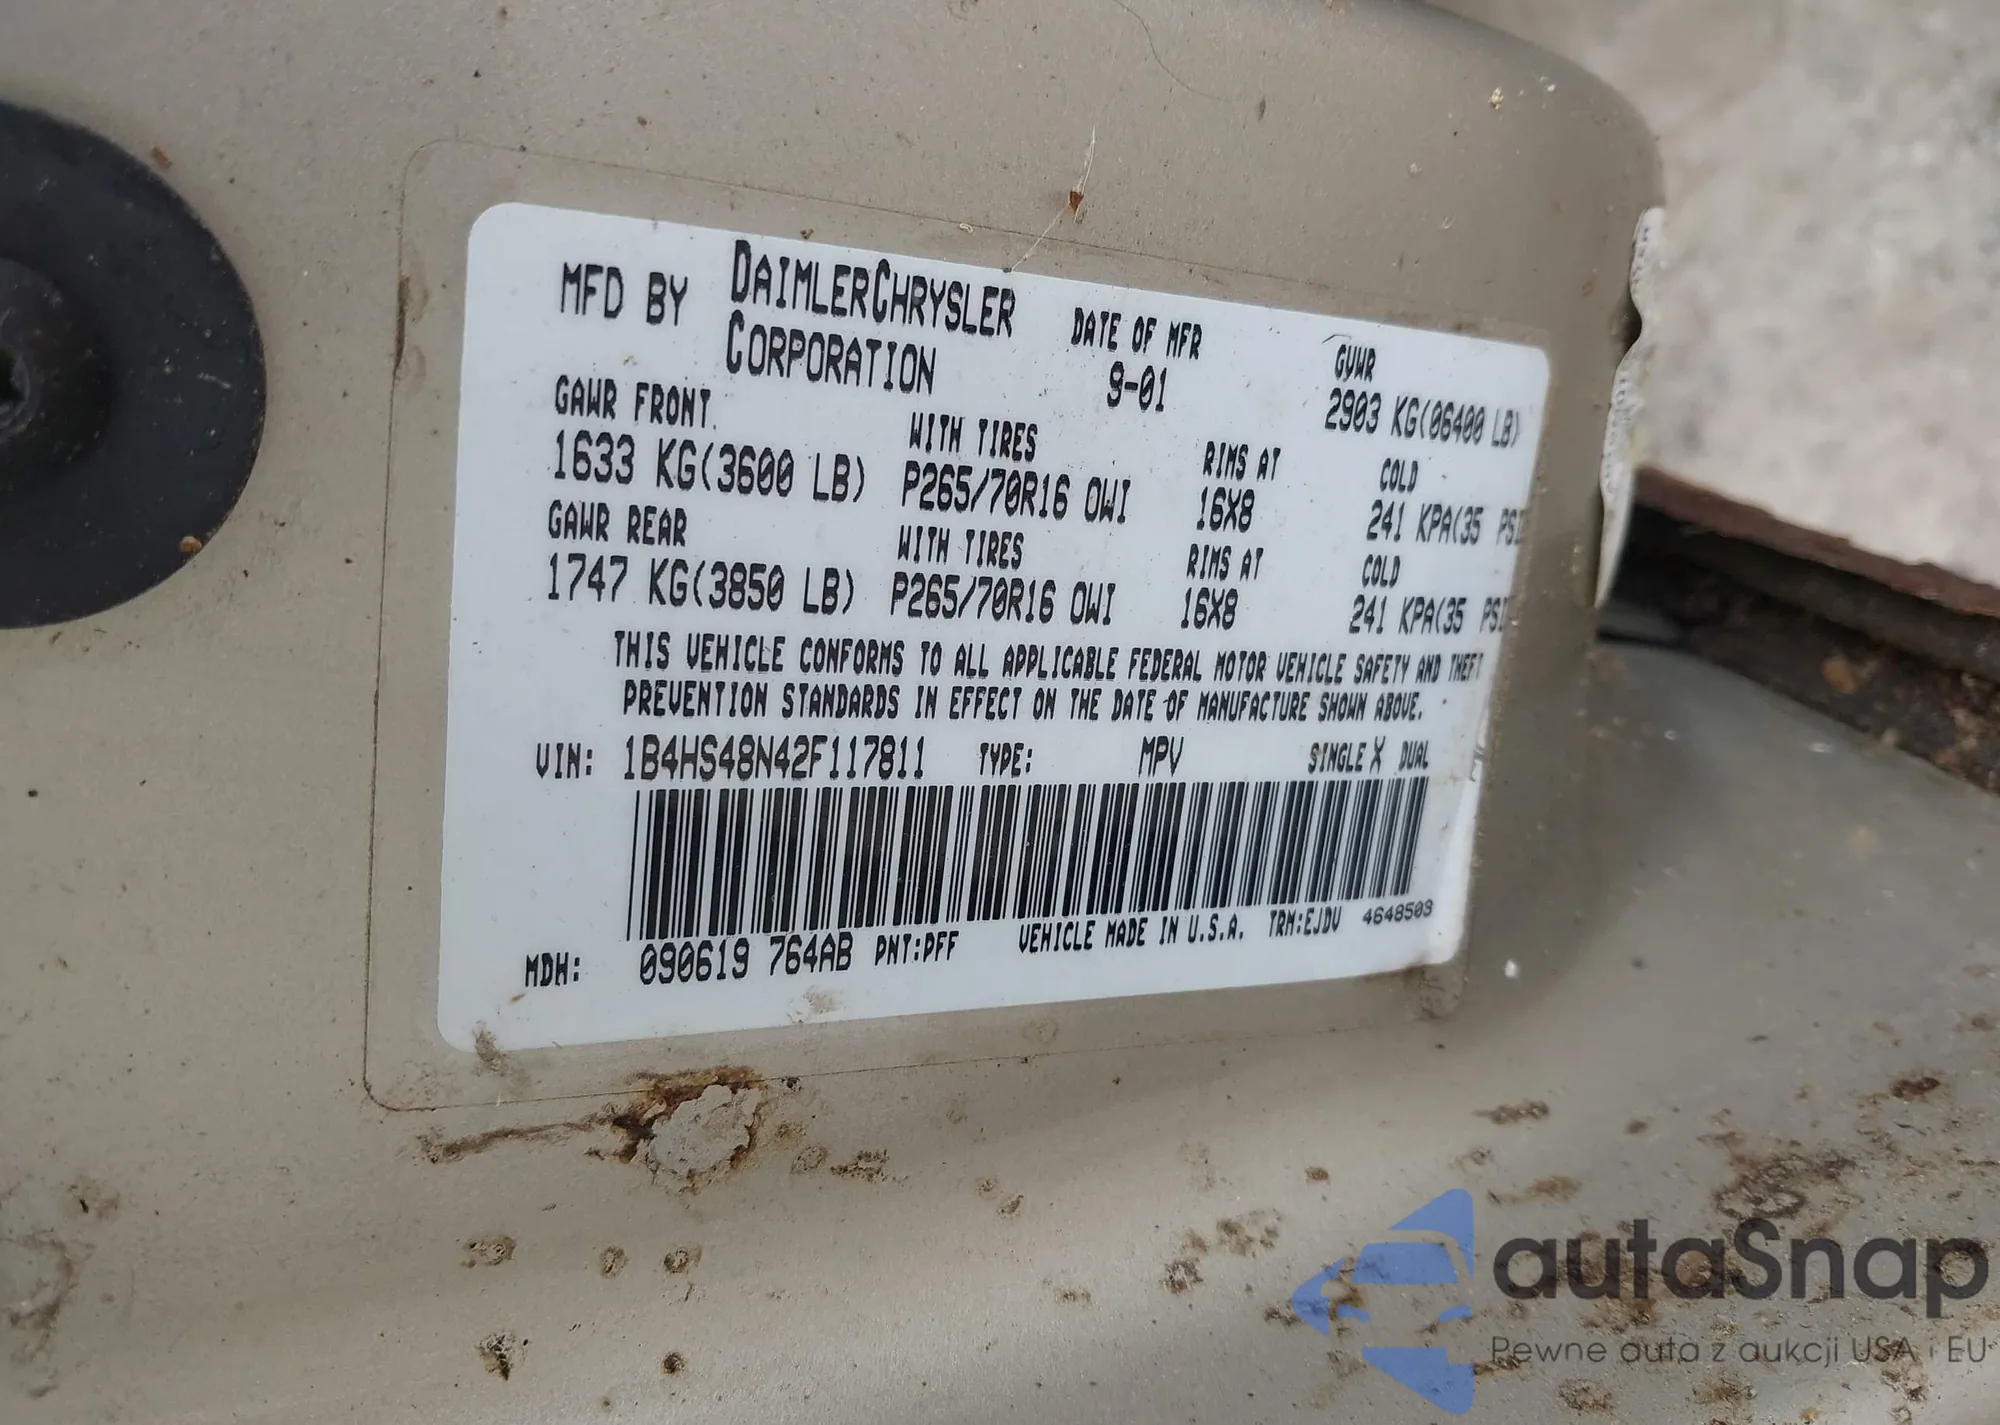 MFD BY DAIMLERCHRYSLER CORPORATION DATE OF MFR 9-01 GVWR 2903 KG(06400 LB)
GAWR FRONT WITH TIRES RIMS AT COLD
1633 KG(3600 LB) P265/70R16 OWI 16X8 241 KPA(35 PSI
GAWR REAR WITH TIRES RIMS AT COLD
1747 KG(3850 LB) P265/70R16 OWI 16X8 241 KPA(35 PSI
THIS VEHICLE CONFORMS TO ALL APPLICABLE FEDERAL MOTOR VEHICLE SAFETY AND THEFT
PREVENTION STANDARDS IN EFFECT ON THE DATE OF MANUFACTURE SHOWN ABOVE.
VIN: 1B4HS48N42F117811 TYPE: MPV SINGLE X DUAL
VEHICLE MADE IN U.S.A. TRM:EJDV 4648509
MDH: 090619 764AB PNT:PFF
autaSnap
Pewne auta z aukcji USA i EU